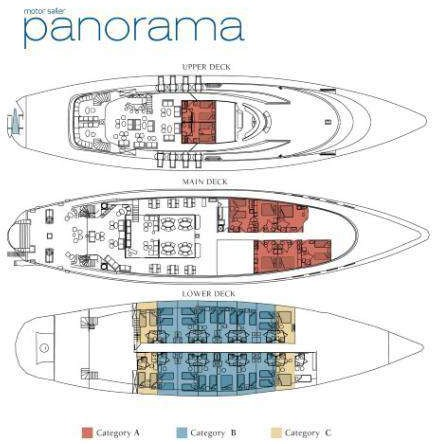 motor sailer
panorama
UPPER DECK
MAIN DECK
LOWER DECK
Category A
Category B
Category C